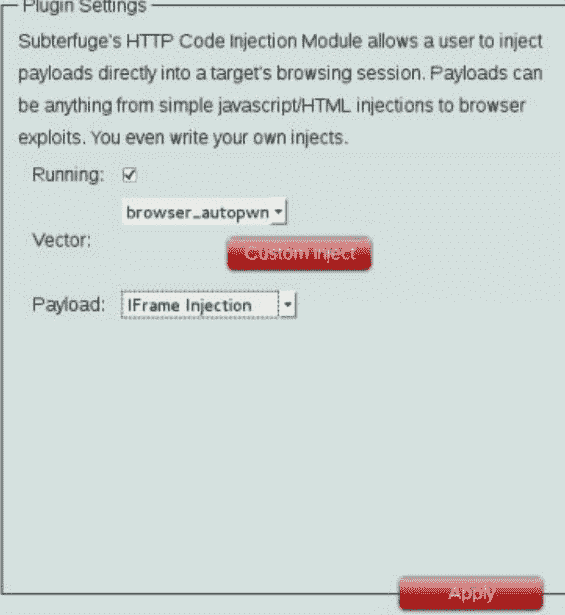 Plugin Settings
Subterfuge's HTTP Code Injection Module allows a user to inject
payloads directly into a target's browsing session. Payloads can
be anything from simple javascript/HTML injections to browser
exploits. You even write your own injects.
Running:
browser_autopwn
Vector:
Custom Inject
Payload: IFrame Injection
Apply